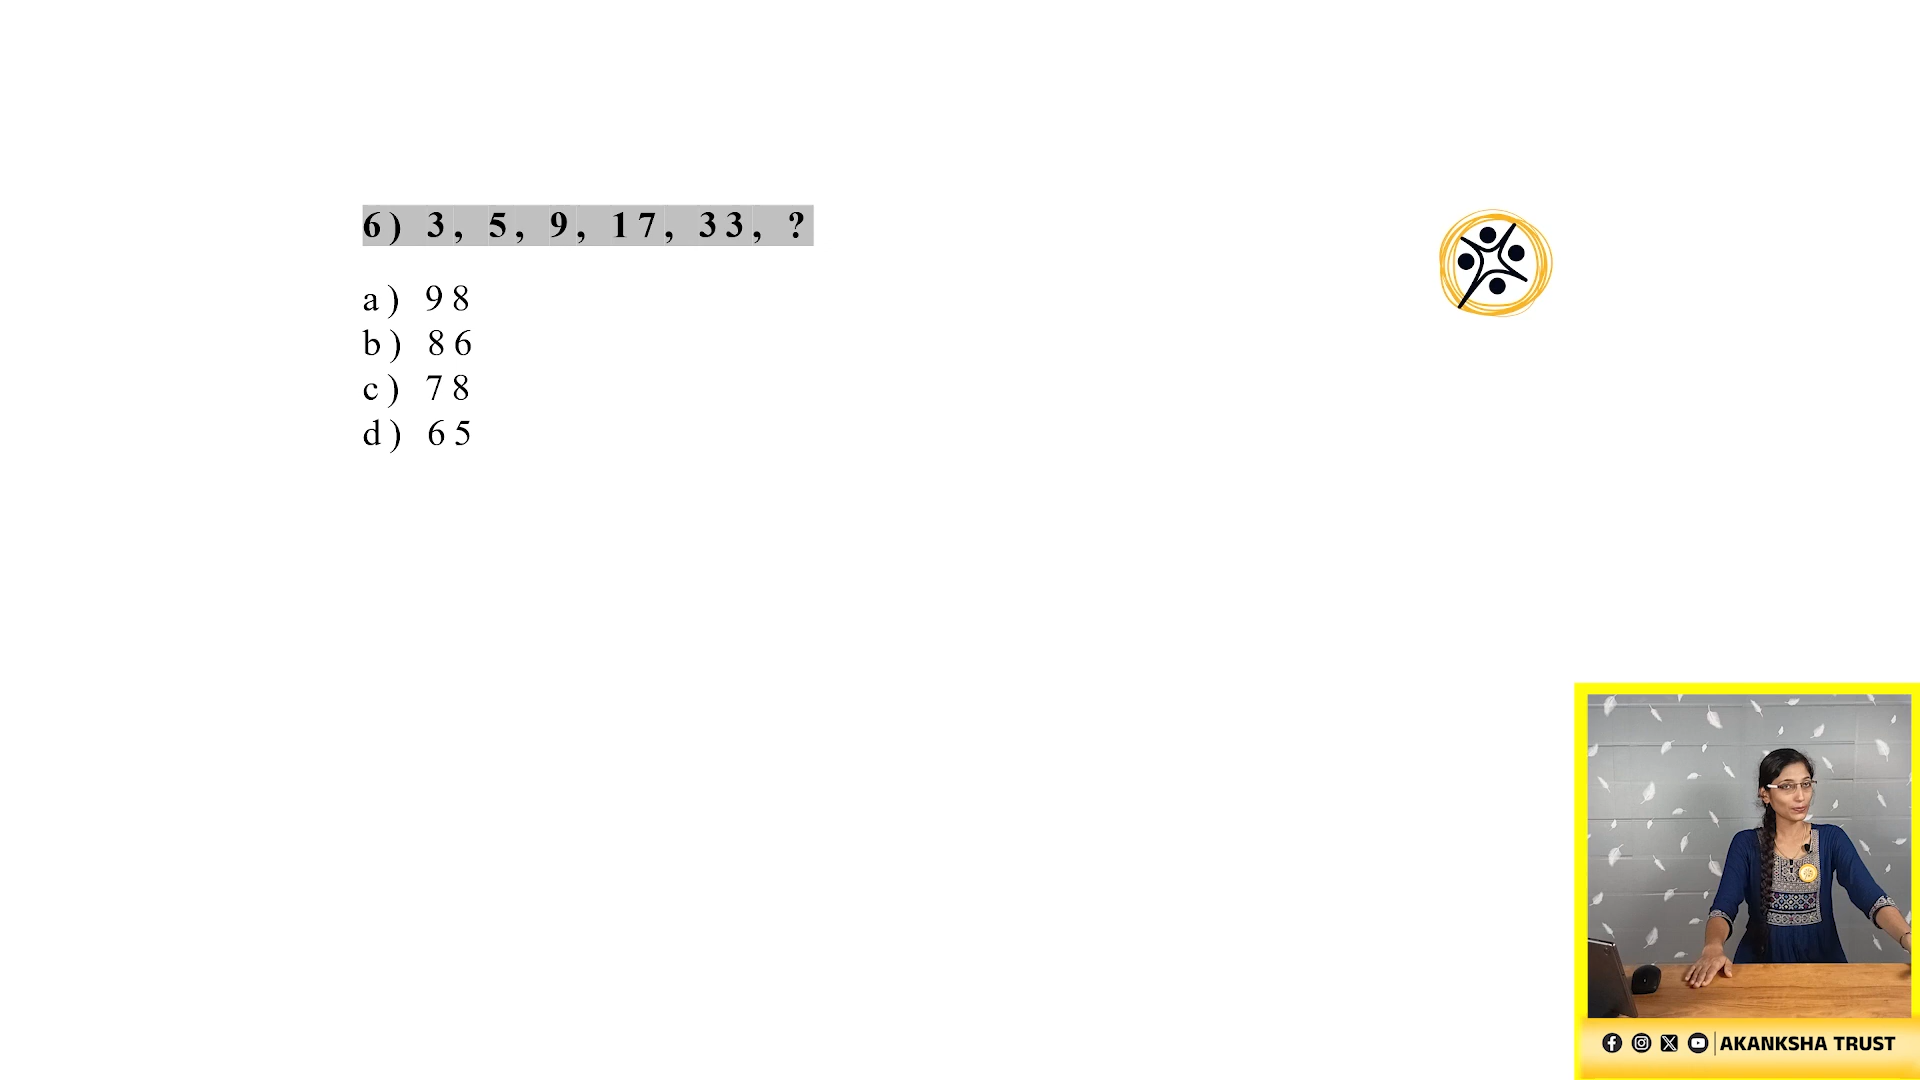 6) 3, 5, 9, 17, 33, ?
a) 98
b) 86
c) 78
d) 65
AKANKSHA TRUST